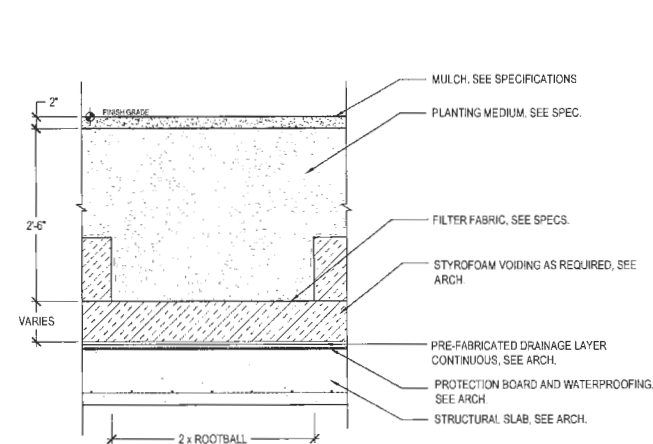 MULCH, SEE SPECIFICATIONS
2"
FINISH GRADE
PLANTING MEDIUM, SEE SPEC.
2'-6"
FILTER FABRIC, SEE SPECS.
STYROFOAM VOIDING AS REQUIRED, SEE
ARCH.
VARIES
PRE-FABRICATED DRAINAGE LAYER
CONTINUOUS, SEE ARCH.
PROTECTION BOARD AND WATERPROOFING.
SEE ARCH.
STRUCTURAL SLAB, SEE ARCH.
2 x ROOTBALL